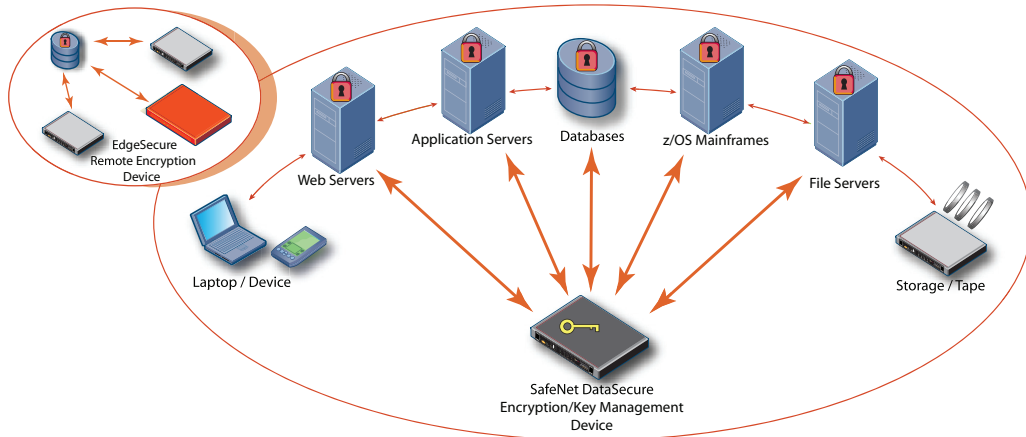 EdgeSecure
Remote Encryption
Device
Web Servers
Application Servers
Databases
z/OS Mainframes
File Servers
Laptop / Device
Storage / Tape
SafeNet DataSecure
Encryption/Key Management
Device